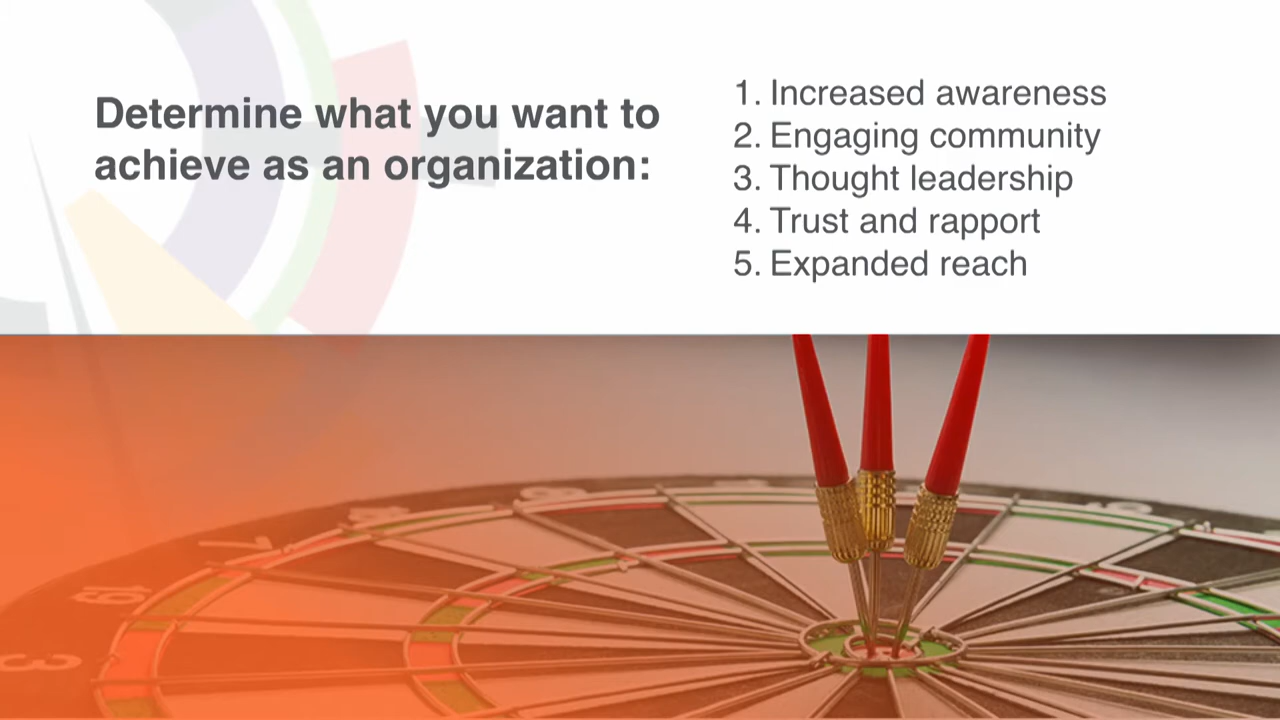 Determine what you want to
achieve as an organization:
1. Increased awareness
2. Engaging community
3. Thought leadership
4. Trust and rapport
5. Expanded reach